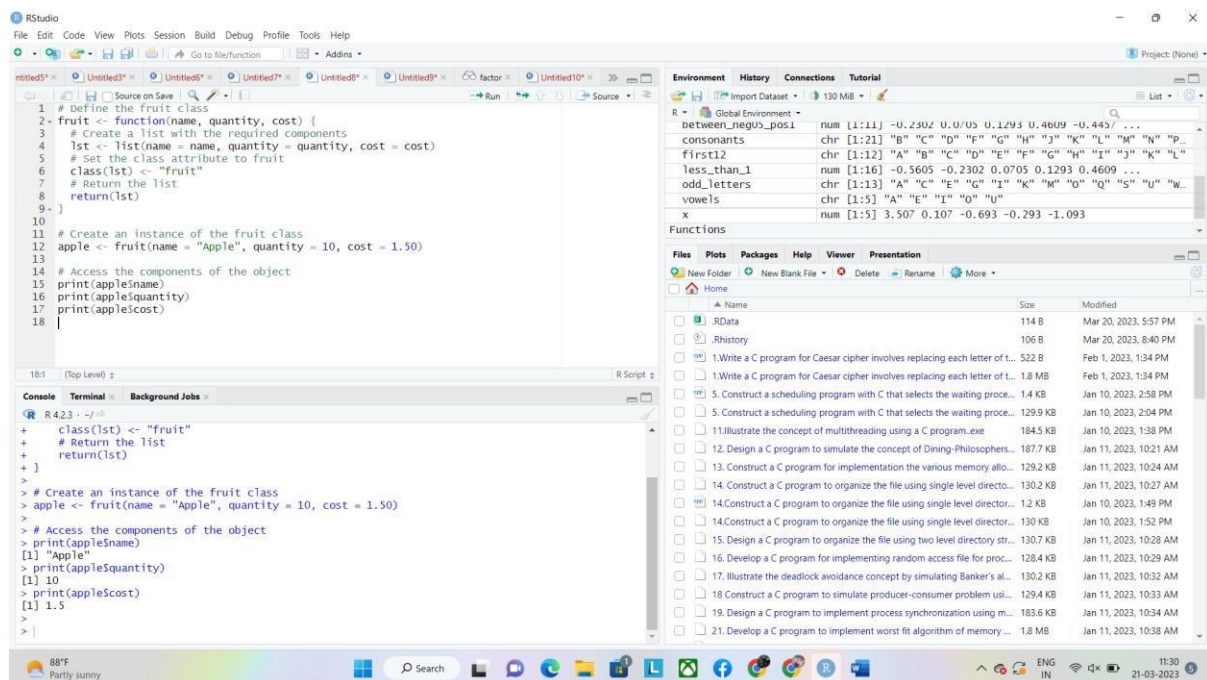 RStudio
File Edit Code View Plots Session Build Debug Profile Tools Help
Go to file/function Addins
Project: (None)
ntitled5* Untitled3* Untitled6* Untitled7* Untitled8* Untitled9* factor Untitled10*
Source on Save Run Source
1 # Define the fruit class
2 fruit <- function(name, quantity, cost) {
3 # Create a list with the required components
4 lst <- list(name = name, quantity = quantity, cost = cost)
5 # Set the class attribute to fruit
6 class(lst) <- "fruit"
7 # Return the list
8 return(lst)
9 }
10
11 # Create an instance of the fruit class
12 apple <- fruit(name = "Apple", quantity = 10, cost = 1.50)
13
14 # Access the components of the object
15 print(apple$name)
16 print(apple$quantity)
17 print(apple$cost)
18
18:1 (Top Level) R Script
Console Terminal Background Jobs
R 4.2.3 · ~/
+ class(lst) <- "fruit"
+ # Return the list
+ return(lst)
+ }
>
> # Create an instance of the fruit class
> apple <- fruit(name = "Apple", quantity = 10, cost = 1.50)
>
> # Access the components of the object
> print(apple$name)
[1] "Apple"
> print(apple$quantity)
[1] 10
> print(apple$cost)
[1] 1.5
>
>
Environment History Connections Tutorial
Import Dataset 130 MiB List
R Global Environment
between_neg05_pos1 num [1:11] -0.2302 0.0705 0.1293 0.4609 -0.4457 ...
consonants chr [1:21] "B" "C" "D" "F" "G" "H" "J" "K" "L" "M" "N" "P...
first12 chr [1:12] "A" "B" "C" "D" "E" "F" "G" "H" "I" "J" "K" "L"
less_than_1 num [1:16] -0.5605 -0.2302 0.0705 0.1293 0.4609 ...
odd_letters chr [1:13] "A" "C" "E" "G" "I" "K" "M" "O" "Q" "S" "U" "W...
vowels chr [1:5] "A" "E" "I" "O" "U"
x num [1:5] 3.507 0.107 -0.693 -0.293 -1.093
Functions
Files Plots Packages Help Viewer Presentation
New Folder New Blank File Delete Rename More
Home
Name Size Modified
.RData 114 B Mar 20, 2023, 5:57 PM
.Rhistory 106 B Mar 20, 2023, 8:40 PM
1.Write a C program for Caesar cipher involves replacing each letter of t... 522 B Feb 1, 2023, 1:34 PM
1.Write a C program for Caesar cipher involves replacing each letter of t... 1.8 MB Feb 1, 2023, 1:34 PM
5. Construct a scheduling program with C that selects the waiting proce... 1.4 KB Jan 10, 2023, 2:58 PM
5. Construct a scheduling program with C that selects the waiting proce... 129.9 KB Jan 10, 2023, 2:04 PM
11.Illustrate the concept of multithreading using a C program..exe 184.5 KB Jan 10, 2023, 1:38 PM
12. Design a C program to simulate the concept of Dining-Philosophers... 187.7 KB Jan 11, 2023, 10:21 AM
13. Construct a C program for implementation the various memory allo... 129.2 KB Jan 11, 2023, 10:24 AM
14. Construct a C program to organize the file using single level directo... 130.2 KB Jan 11, 2023, 10:27 AM
14.Construct a C program to organize the file using single level director... 1.2 KB Jan 10, 2023, 1:49 PM
14.Construct a C program to organize the file using single level director... 130 KB Jan 10, 2023, 1:52 PM
15. Design a C program to organize the file using two level directory str... 130.7 KB Jan 11, 2023, 10:28 AM
16. Develop a C program for implementing random access file for proc... 128.4 KB Jan 11, 2023, 10:29 AM
17. Illustrate the deadlock avoidance concept by simulating Banker's al... 130.2 KB Jan 11, 2023, 10:32 AM
18 Construct a C program to simulate producer-consumer problem usi... 129.4 KB Jan 11, 2023, 10:33 AM
19. Design a C program to implement process synchronization using m... 183.6 KB Jan 11, 2023, 10:34 AM
21. Develop a C program to implement worst fit algorithm of memory ... 1.8 MB Jan 11, 2023, 10:38 AM
88°F
Partly sunny
Search
ENG
IN
11:30
21-03-2023
5